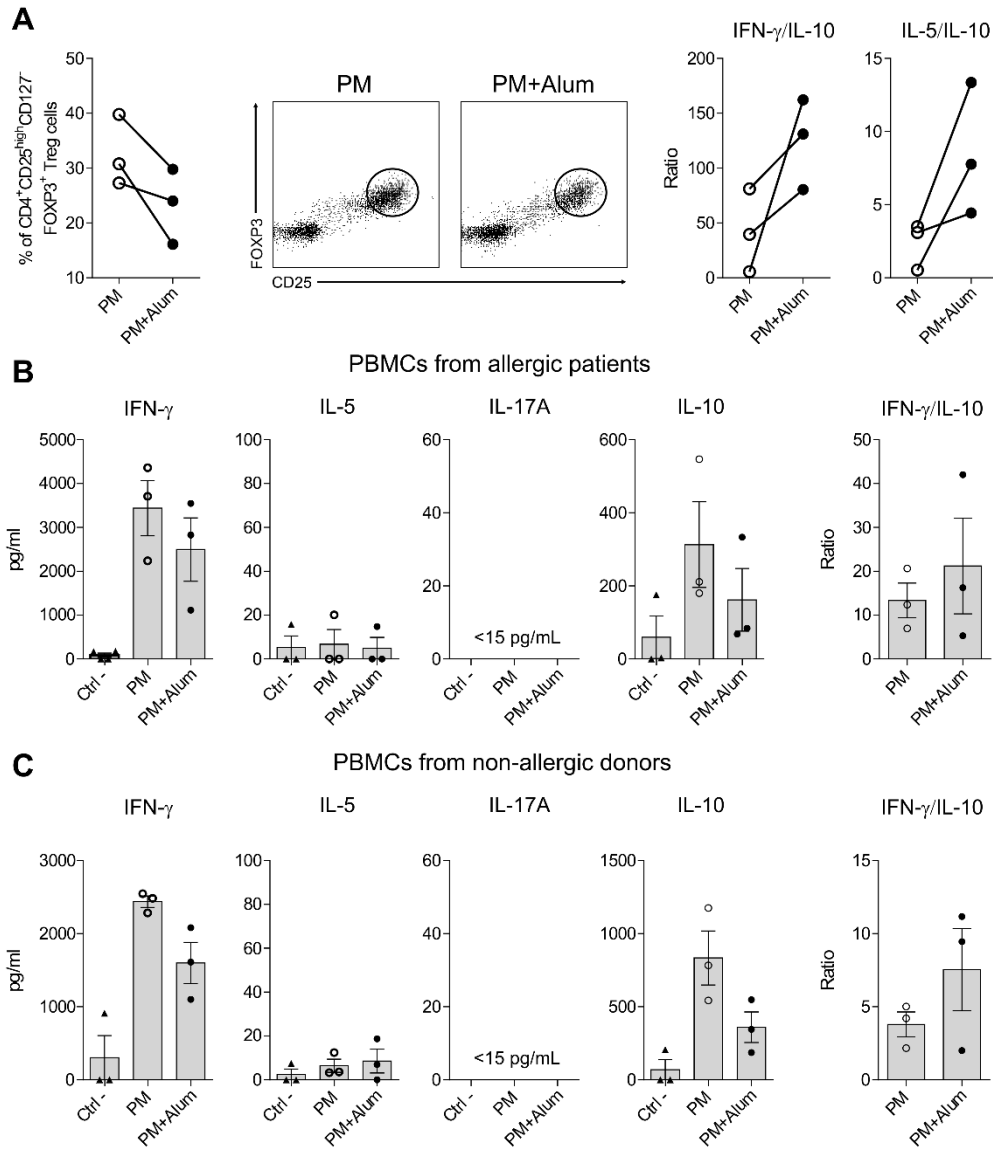 A
% of CD4⁺CD25ʰⁱᵍʰCD127⁻
FOXP3⁺ Treg cells
50
40
30
20
10
PM
PM+Alum
PM
PM+Alum
FOXP3
CD25
IFN-γ/IL-10
Ratio
200
150
100
50
0
PM
PM+Alum
IL-5/IL-10
15
10
5
0
PM
PM+Alum
B
PBMCs from allergic patients
IFN-γ
pg/ml
5000
4000
3000
2000
1000
0
Ctrl -
PM
PM+Alum
IL-5
100
80
60
40
20
0
Ctrl -
PM
PM+Alum
IL-17A
60
40
20
0
<15 pg/mL
Ctrl -
PM
PM+Alum
IL-10
600
400
200
0
Ctrl -
PM
PM+Alum
IFN-γ/IL-10
Ratio
50
40
30
20
10
0
PM
PM+Alum
C
PBMCs from non-allergic donors
IFN-γ
pg/ml
3000
2000
1000
0
Ctrl -
PM
PM+Alum
IL-5
100
80
60
40
20
0
Ctrl -
PM
PM+Alum
IL-17A
60
40
20
0
<15 pg/mL
Ctrl -
PM
PM+Alum
IL-10
1500
1000
500
0
Ctrl -
PM
PM+Alum
IFN-γ/IL-10
Ratio
15
10
5
0
PM
PM+Alum